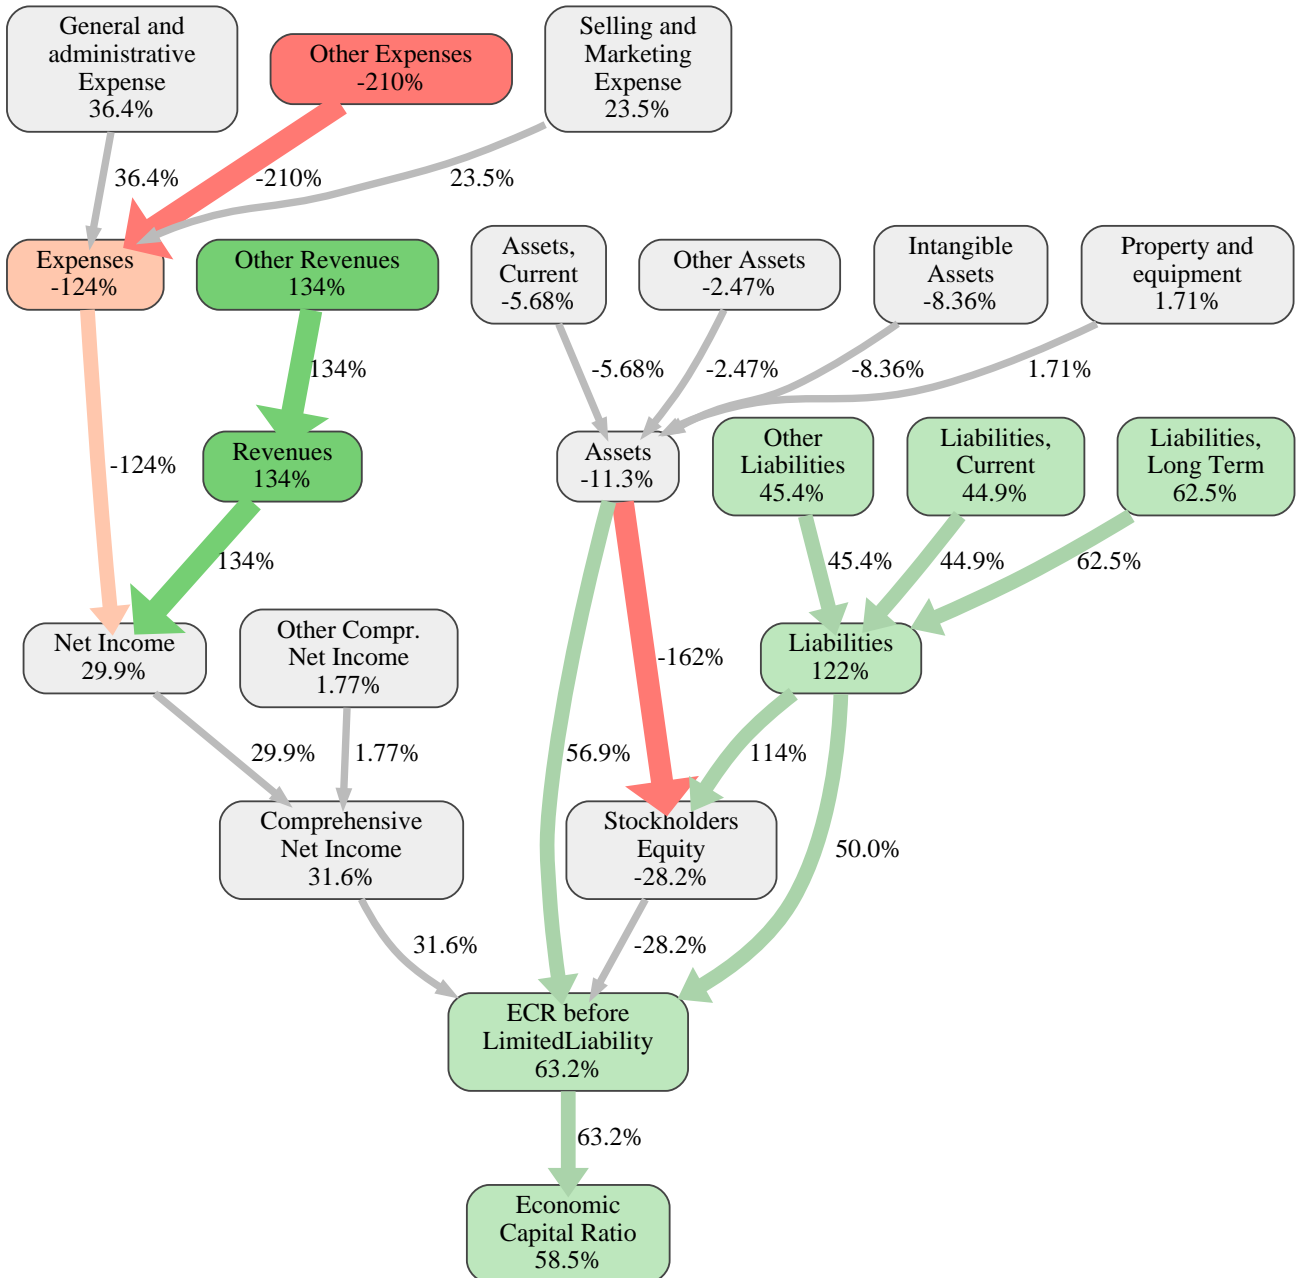 General and
administrative
Expense
36.4%
Other Expenses
-210%
Selling and
Marketing
Expense
23.5%
36.4%
-210%
23.5%
Expenses
-124%
Other Revenues
134%
Assets,
Current
-5.68%
Other Assets
-2.47%
Intangible
Assets
-8.36%
Property and
equipment
1.71%
134%
-5.68%
-2.47%
-8.36%
1.71%
Revenues
134%
Assets
-11.3%
Other
Liabilities
45.4%
Liabilities,
Current
44.9%
Liabilities,
Long Term
62.5%
-124%
134%
45.4%
44.9%
62.5%
Net Income
29.9%
Other Compr.
Net Income
1.77%
-162%
Liabilities
122%
29.9%
1.77%
56.9%
114%
Comprehensive
Net Income
31.6%
Stockholders
Equity
-28.2%
50.0%
31.6%
-28.2%
ECR before
LimitedLiability
63.2%
63.2%
Economic
Capital Ratio
58.5%